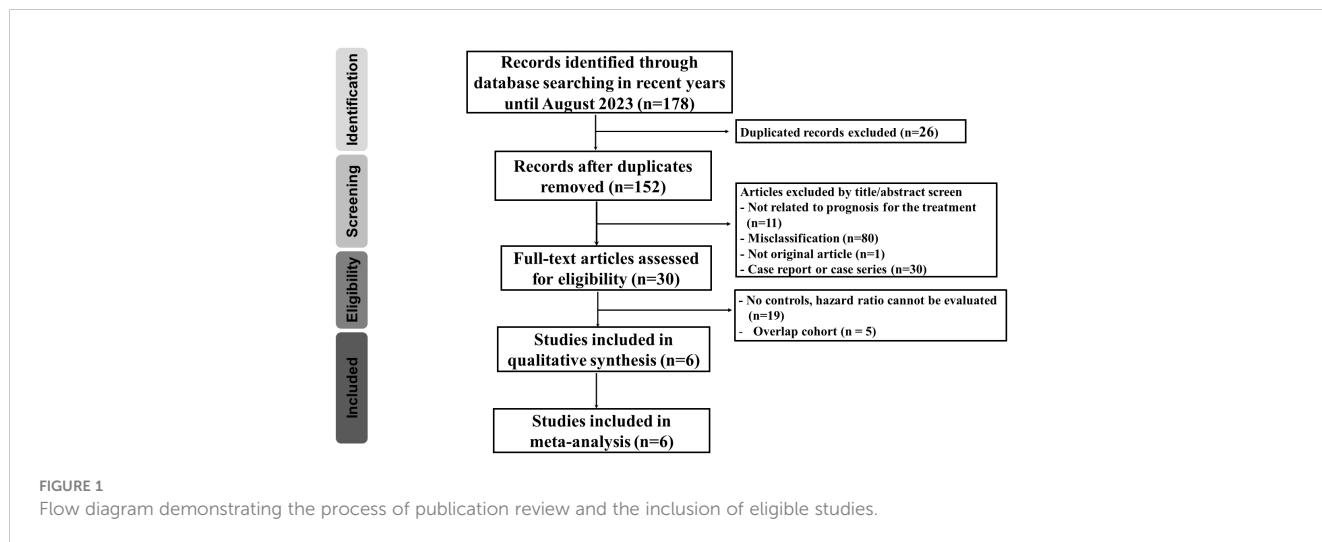 Identification
Records identified through
database searching in recent years
until August 2023 (n=178)
Duplicated records excluded (n=26)
Screening
Records after duplicates
removed (n=152)
Articles excluded by title/abstract screen
- Not related to prognosis for the treatment
(n=11)
- Misclassification (n=80)
- Not original article (n=1)
- Case report or case series (n=30)
Eligibility
Full-text articles assessed
for eligibility (n=30)
- No controls, hazard ratio cannot be evaluated
(n=19)
- Overlap cohort (n = 5)
Included
Studies included in
qualitative synthesis (n=6)
Studies included in
meta-analysis (n=6)
FIGURE 1
Flow diagram demonstrating the process of publication review and the inclusion of eligible studies.